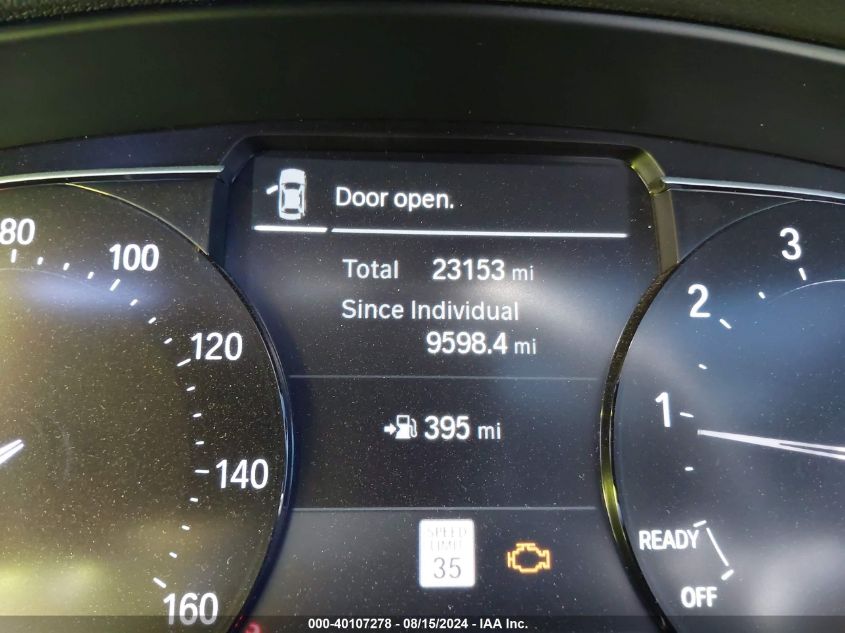 Door open.
Total 23153 mi
Since Individual
9598.4 mi
395 mi
SPEED
LIMIT
35
80
100
120
140
160
3
2
1
READY
OFF
000-40107278 - 08/15/2024 - IAA Inc.